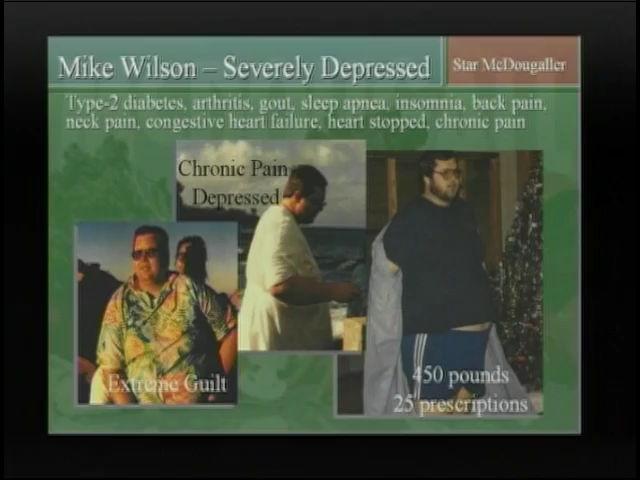 Mike Wilson – Severely Depressed
Star McDougaller
Type-2 diabetes, arthritis, gout, sleep apnea, insomnia, back pain,
neck pain, congestive heart failure, heart stopped, chronic pain
Chronic Pain
Depressed
Extreme Guilt
450 pounds
25 prescriptions